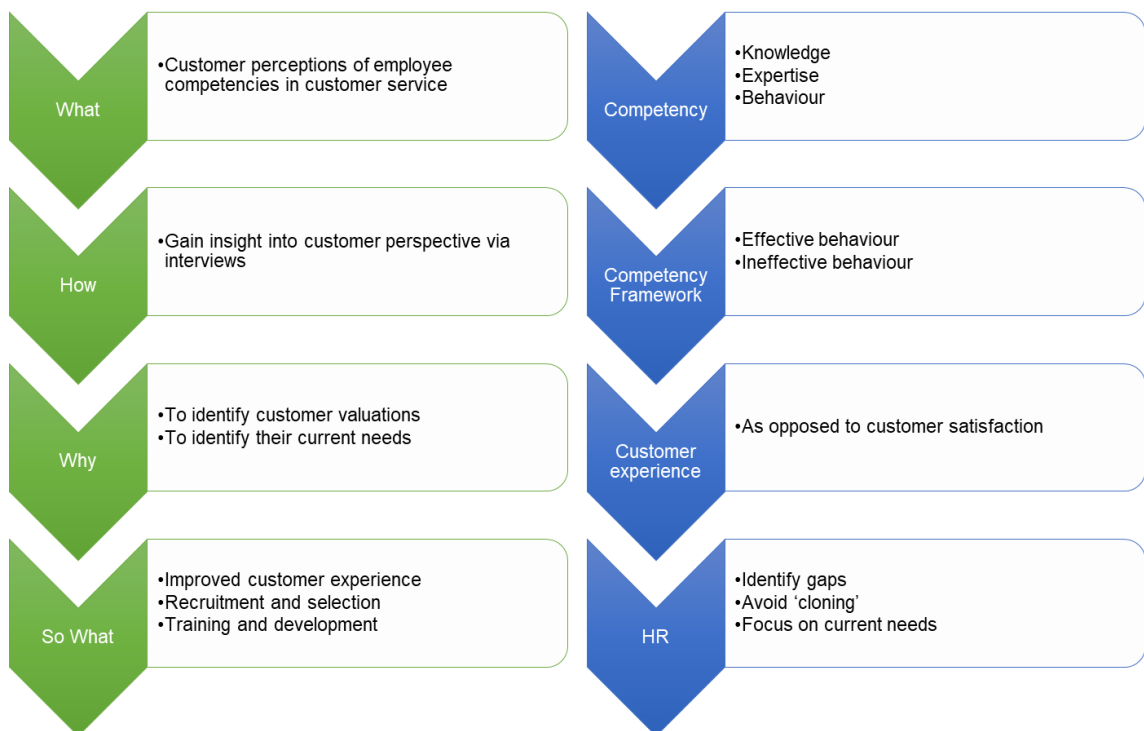 What
•Customer perceptions of employee
competencies in customer service
How
•Gain insight into customer perspective via
interviews
Why
•To identify customer valuations
•To identify their current needs
So What
•Improved customer experience
•Recruitment and selection
•Training and development
Competency
•Knowledge
•Expertise
•Behaviour
Competency
Framework
•Effective behaviour
•Ineffective behaviour
Customer
experience
•As opposed to customer satisfaction
HR
•Identify gaps
•Avoid ‘cloning’
•Focus on current needs